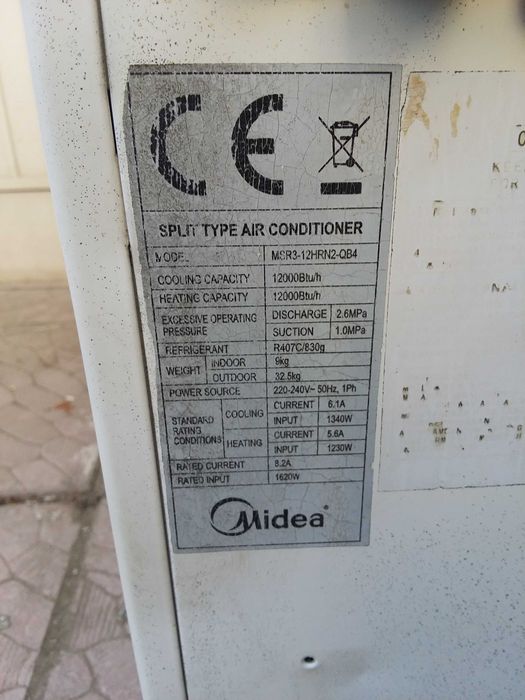 CE
SPLIT TYPE AIR CONDITIONER
MODEL MSR3-12HRN2-QB4
COOLING CAPACITY 12000Btu/h
HEATING CAPACITY 12000Btu/h
EXCESSIVE OPERATING PRESSURE DISCHARGE 2.6MPa
SUCTION 1.0MPa
REFRIGERANT R407C/830g
WEIGHT INDOOR 9kg
OUTDOOR 32.5kg
POWER SOURCE 220-240V~ 50Hz, 1Ph
STANDARD RATING CONDITIONS COOLING CURRENT 6.1A
INPUT 1340W
HEATING CURRENT 5.6A
INPUT 1230W
RATED CURRENT 8.2A
RATED INPUT 1620W
Midea